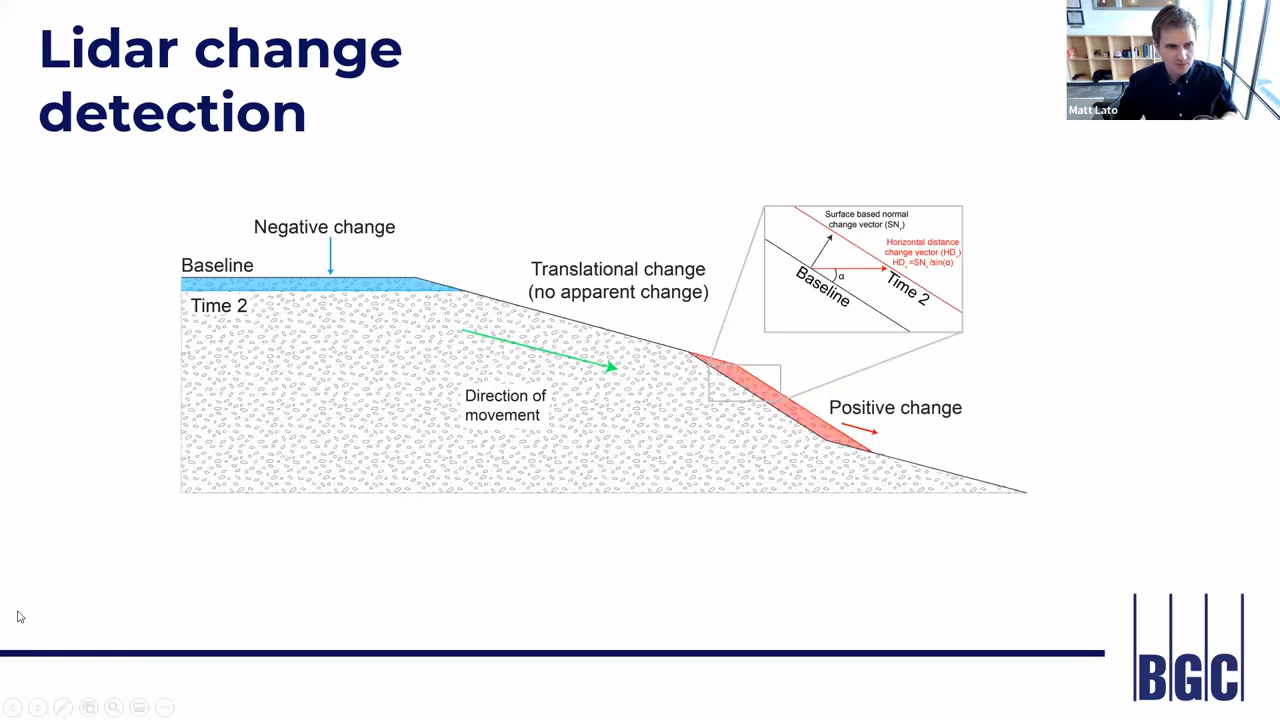 Lidar change
detection
Matt Lato
Negative change
Baseline
Time 2
Translational change
(no apparent change)
Direction of
movement
Surface based normal
change vector (SNᵥ)
Horizontal distance
change vector (HDᵥ)
HDᵥ=SNᵥ/sin(α)
α
Baseline
Time 2
Positive change
BGC